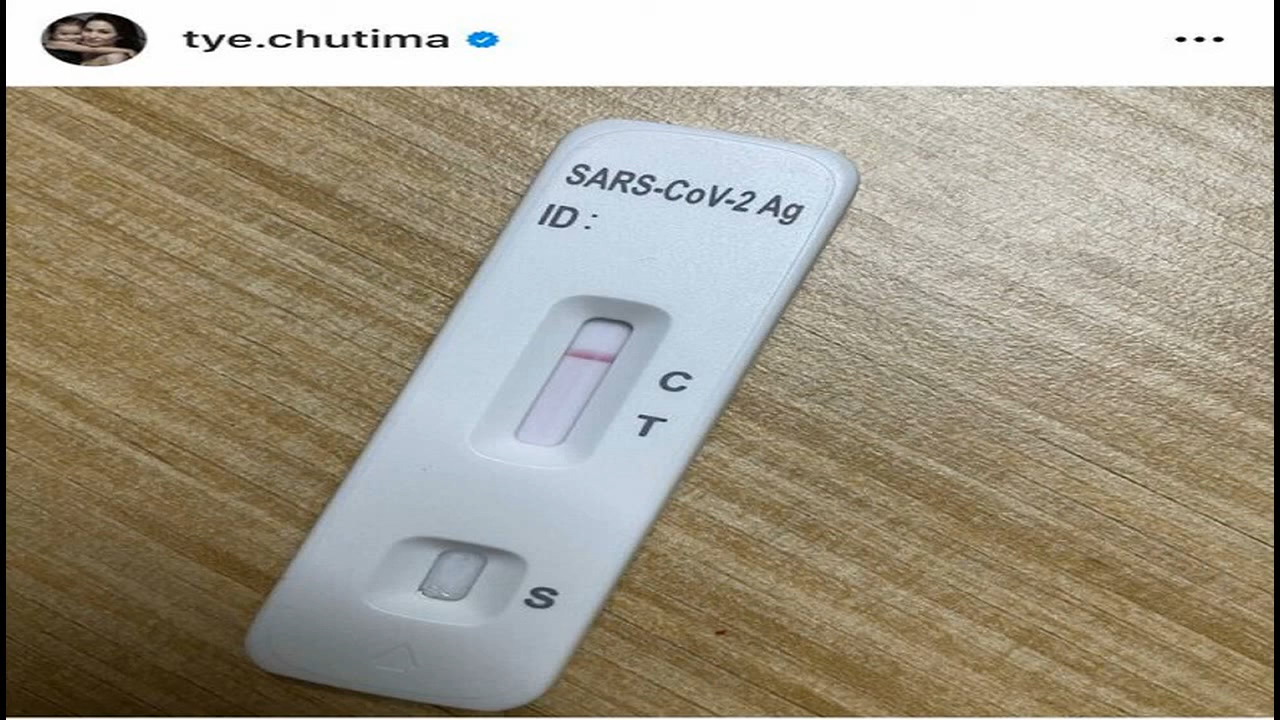 tye.chutima
SARS-CoV-2 Ag
ID :
C
T
S